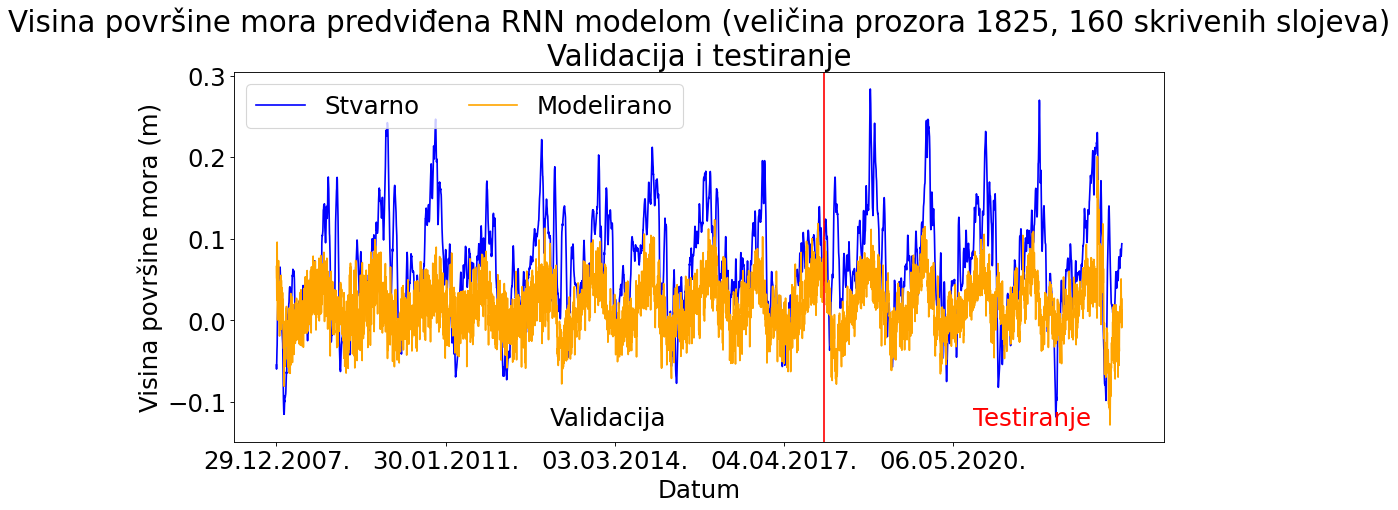 Visina površine mora predviđena RNN modelom (veličina prozora 1825, 160 skrivenih slojeva)
Validacija i testiranje
Stvarno
Modelirano
Visina površine mora (m)
0.3
0.2
0.1
0.0
−0.1
Validacija
Testiranje
29.12.2007.
30.01.2011.
03.03.2014.
04.04.2017.
06.05.2020.
Datum